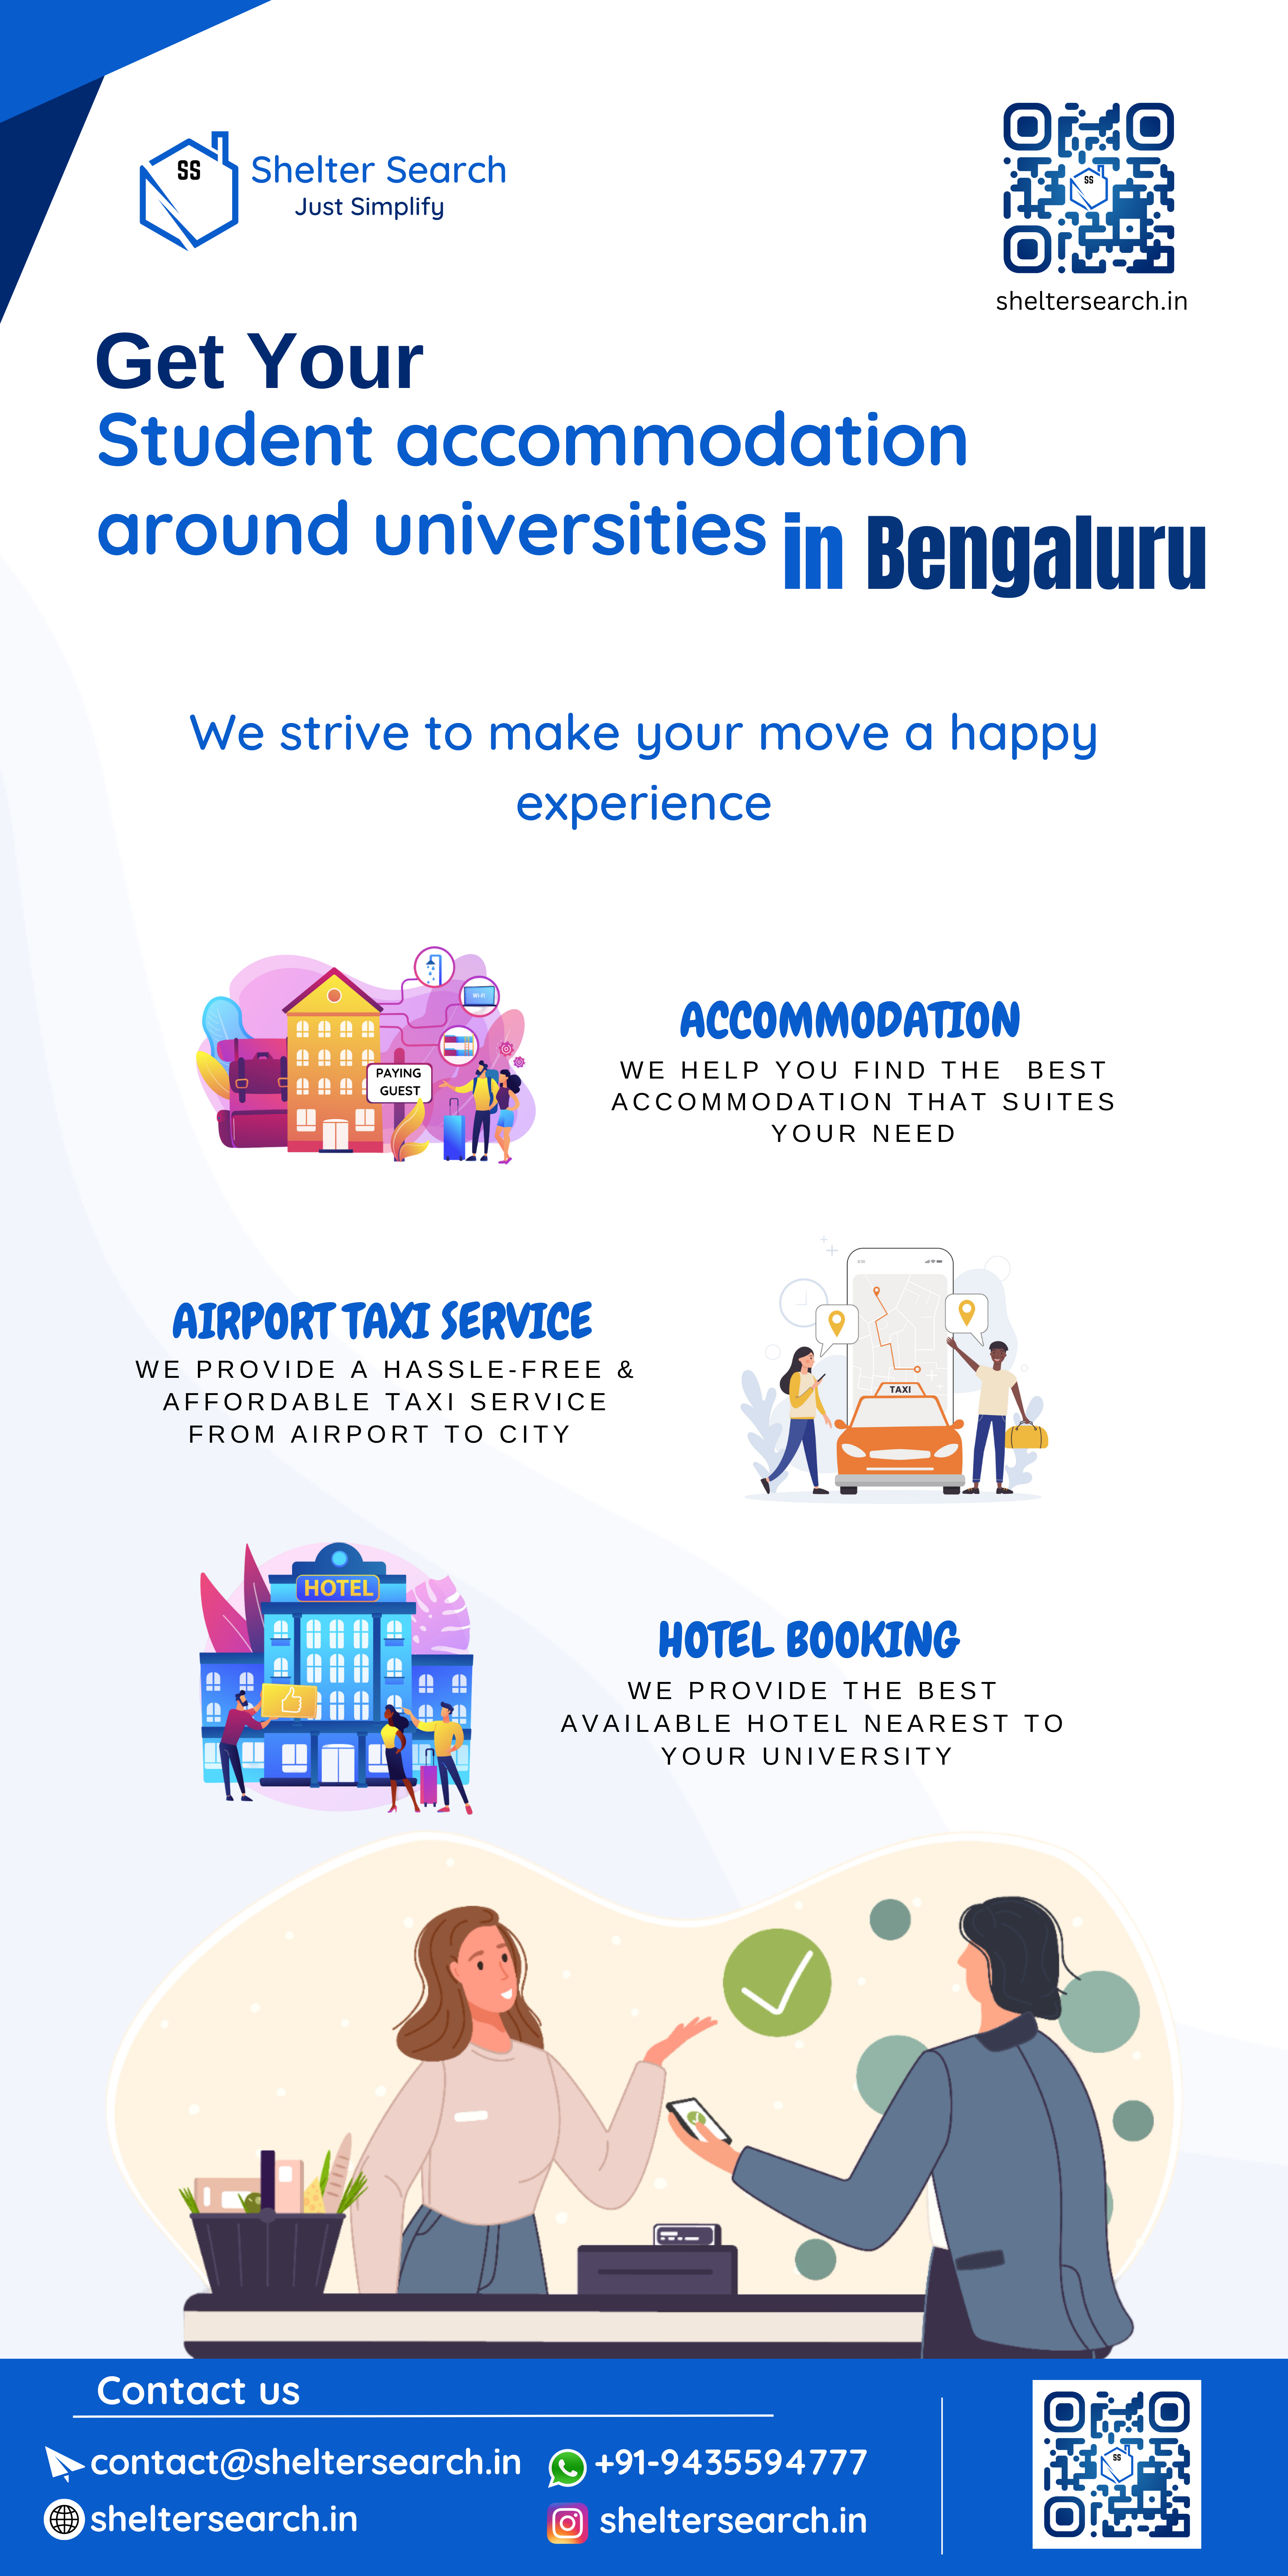 SS
Shelter Search
Just Simplify
SS
sheltersearch.in
Get Your
Student accommodation
around universities in Bengaluru
We strive to make your move a happy
experience
WI-FI
PAYING
GUEST
ACCOMMODATION
WE HELP YOU FIND THE BEST
ACCOMMODATION THAT SUITES
YOUR NEED
AIRPORT TAXI SERVICE
WE PROVIDE A HASSLE-FREE &
AFFORDABLE TAXI SERVICE
FROM AIRPORT TO CITY
TAXI
HOTEL
HOTEL BOOKING
WE PROVIDE THE BEST
AVAILABLE HOTEL NEAREST TO
YOUR UNIVERSITY
Contact us
contact@sheltersearch.in
+91-9435594777
sheltersearch.in
sheltersearch.in
SS